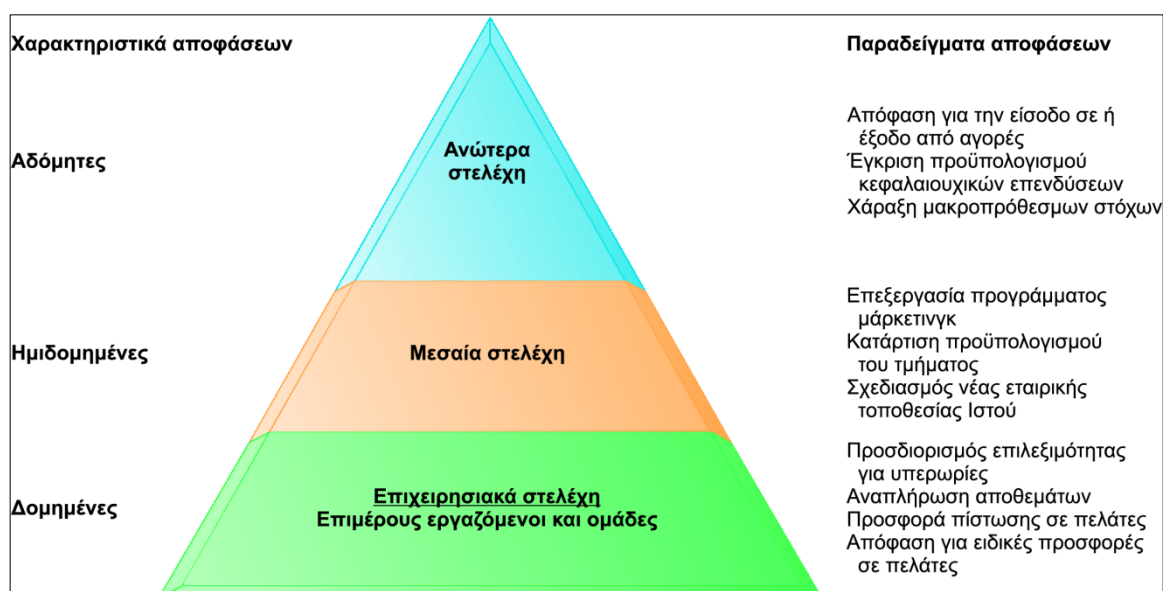 Χαρακτηριστικά αποφάσεων
Παραδείγματα αποφάσεων
Αδόμητες
Ανώτερα
στελέχη
Απόφαση για την είσοδο σε ή
έξοδο από αγορές
Έγκριση προϋπολογισμού
κεφαλαιουχικών επενδύσεων
Χάραξη μακροπρόθεσμων στόχων
Ημιδομημένες
Μεσαία στελέχη
Επεξεργασία προγράμματος
μάρκετινγκ
Κατάρτιση προϋπολογισμού
του τμήματος
Σχεδιασμός νέας εταιρικής
τοποθεσίας Ιστού
Δομημένες
Επιχειρησιακά στελέχη
Επιμέρους εργαζόμενοι και ομάδες
Προσδιορισμός επιλεξιμότητας
για υπερωρίες
Αναπλήρωση αποθεμάτων
Προσφορά πίστωσης σε πελάτες
Απόφαση για ειδικές προσφορές
σε πελάτες